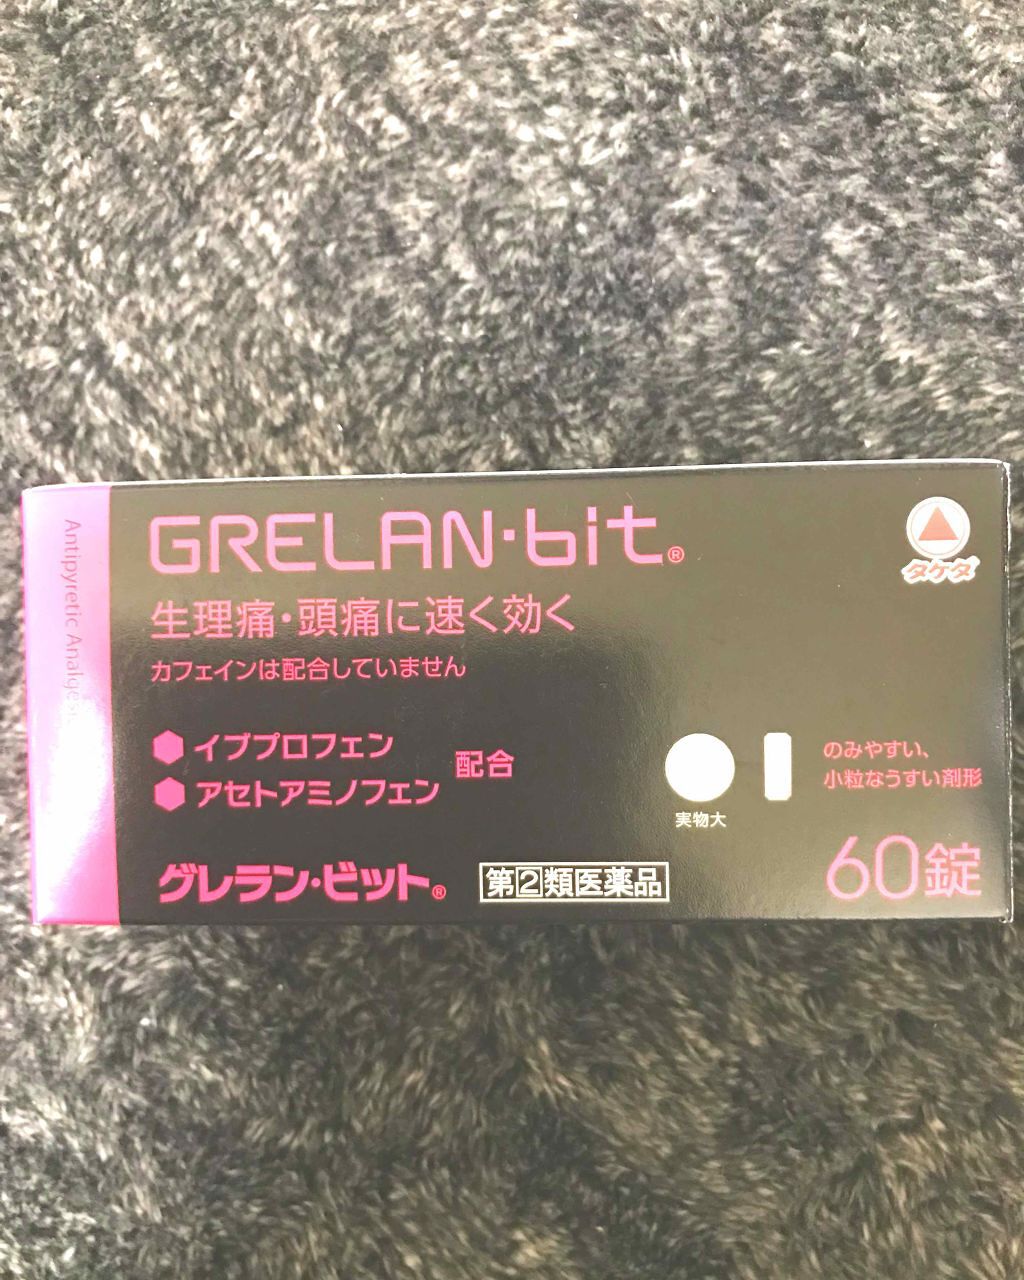 Antipyretic Analgesic
GRELAN・bit®
タケダ
生理痛・頭痛に速く効く
カフェインは配合していません
イブプロフェン
アセトアミノフェン
配合
実物大
のみやすい、
小粒なうすい剤形
グレラン・ビット®
第②類医薬品
60錠